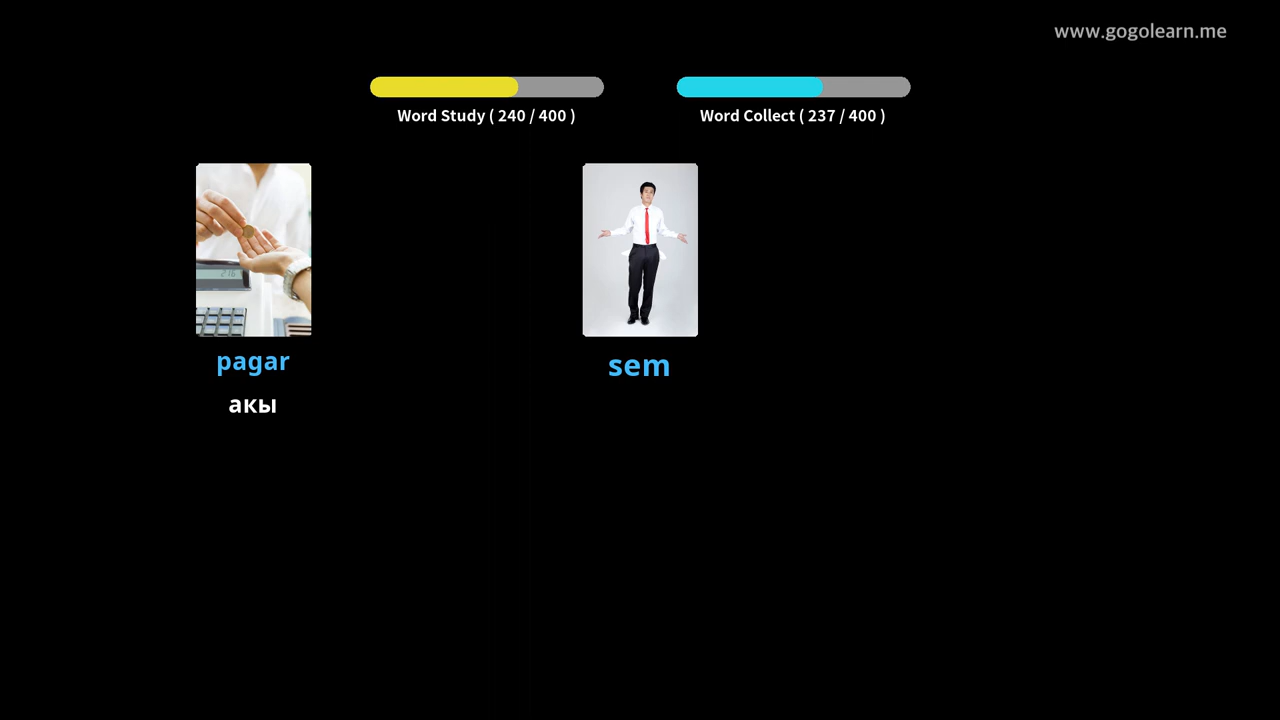 www.gogolearn.me
Word Study ( 240 / 400 )
Word Collect ( 237 / 400 )
pagar
акы
sem